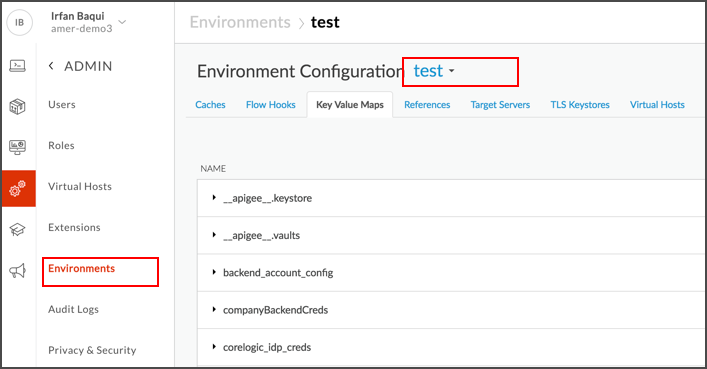 IB
Irfan Baqui
amer-demo3
Environments > test
ADMIN
Users
Roles
Virtual Hosts
Extensions
Environments
Audit Logs
Privacy & Security
Environment Configuration test
Caches Flow Hooks Key Value Maps References Target Servers TLS Keystores Virtual Hosts
NAME
__apigee__.keystore
__apigee__.vaults
backend_account_config
companyBackendCreds
corelogic_idp_creds